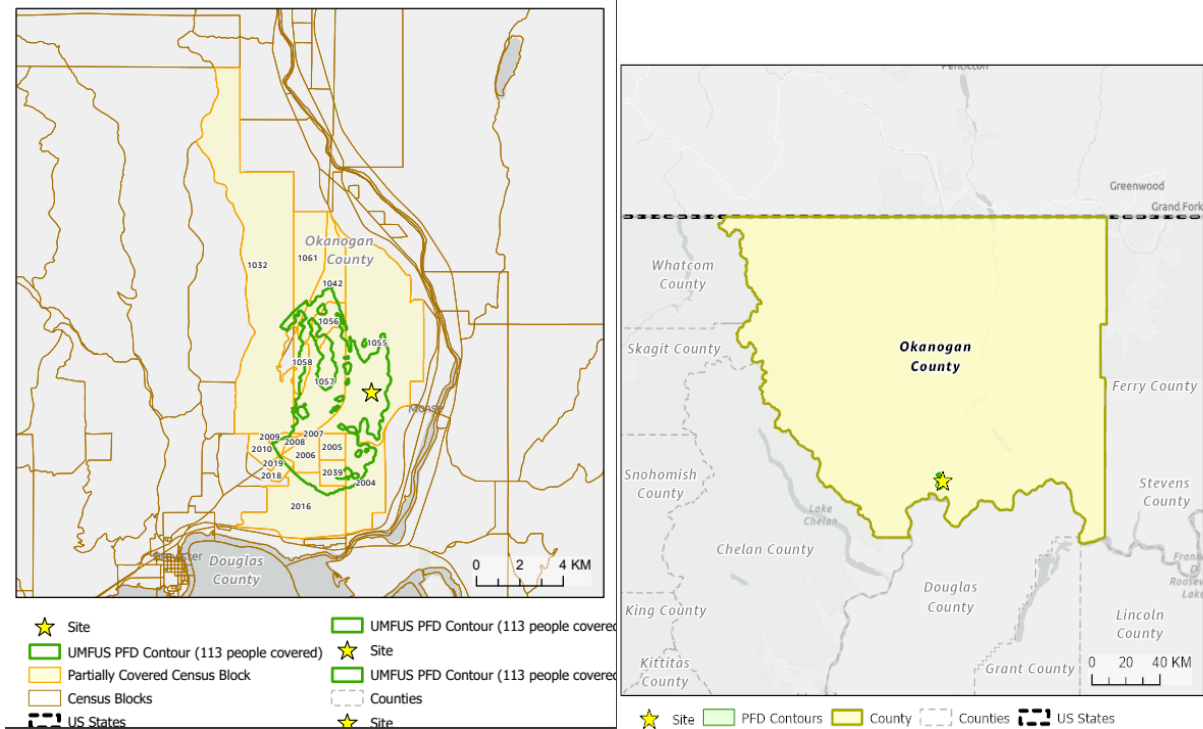 Okanogan
County
1061
1032
1042
1056
1055
1058
1057
Monse
2009
2007
2008
2010
2005
2006
2019
2018
2039
2004
2016
Douglas
County
0 2 4 KM
Site
UMFUS PFD Contour (113 people covered)
Partially Covered Census Block
Census Blocks
US States
UMFUS PFD Contour (113 people covered
Site
UMFUS PFD Contour (113 people covered
Counties
Site
Penticton
Greenwood
Grand Fork
Whatcom
County
Skagit County
Okanogan
County
Ferry County
Snohomish
County
Stevens
County
Lake
Chelan
Chelan County
Douglas
County
King County
Lincoln
County
Frank
D
Roosev
Lake
Kittitas
County
Grant County
0 20 40 KM
Site PFD Contours County Counties US States